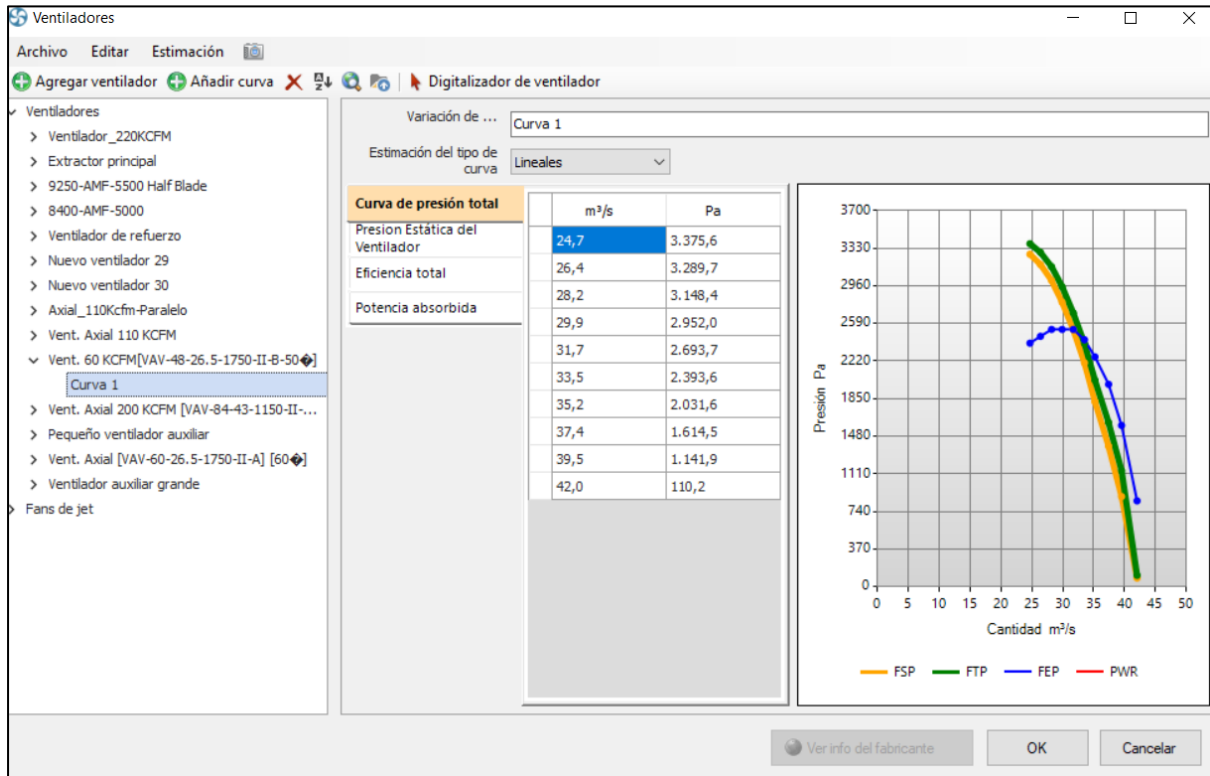 Ventiladores
Archivo Editar Estimación
Agregar ventilador Añadir curva Digitalizador de ventilador
Ventiladores
Ventilador_220KCFM
Extractor principal
9250-AMF-5500 Half Blade
8400-AMF-5000
Ventilador de refuerzo
Nuevo ventilador 29
Nuevo ventilador 30
Axial_110Kcfm-Paralelo
Vent. Axial 110 KCFM
Vent. 60 KCFM[VAV-48-26.5-1750-II-B-50�]
Curva 1
Vent. Axial 200 KCFM [VAV-84-43-1150-II-...
Pequeño ventilador auxiliar
Vent. Axial [VAV-60-26.5-1750-II-A] [60�]
Ventilador auxiliar grande
Fans de jet
Variación de ... Curva 1
Estimación del tipo de
curva Lineales
Curva de presión total
Presion Estática del
Ventilador
Eficiencia total
Potencia absorbida
m³/s Pa
24,7 3.375,6
26,4 3.289,7
28,2 3.148,4
29,9 2.952,0
31,7 2.693,7
33,5 2.393,6
35,2 2.031,6
37,4 1.614,5
39,5 1.141,9
42,0 110,2
Presión Pa
3700
3330
2960
2590
2220
1850
1480
1110
740
370
0
0 5 10 15 20 25 30 35 40 45 50
Cantidad m³/s
FSP FTP FEP PWR
Ver info del fabricante OK Cancelar